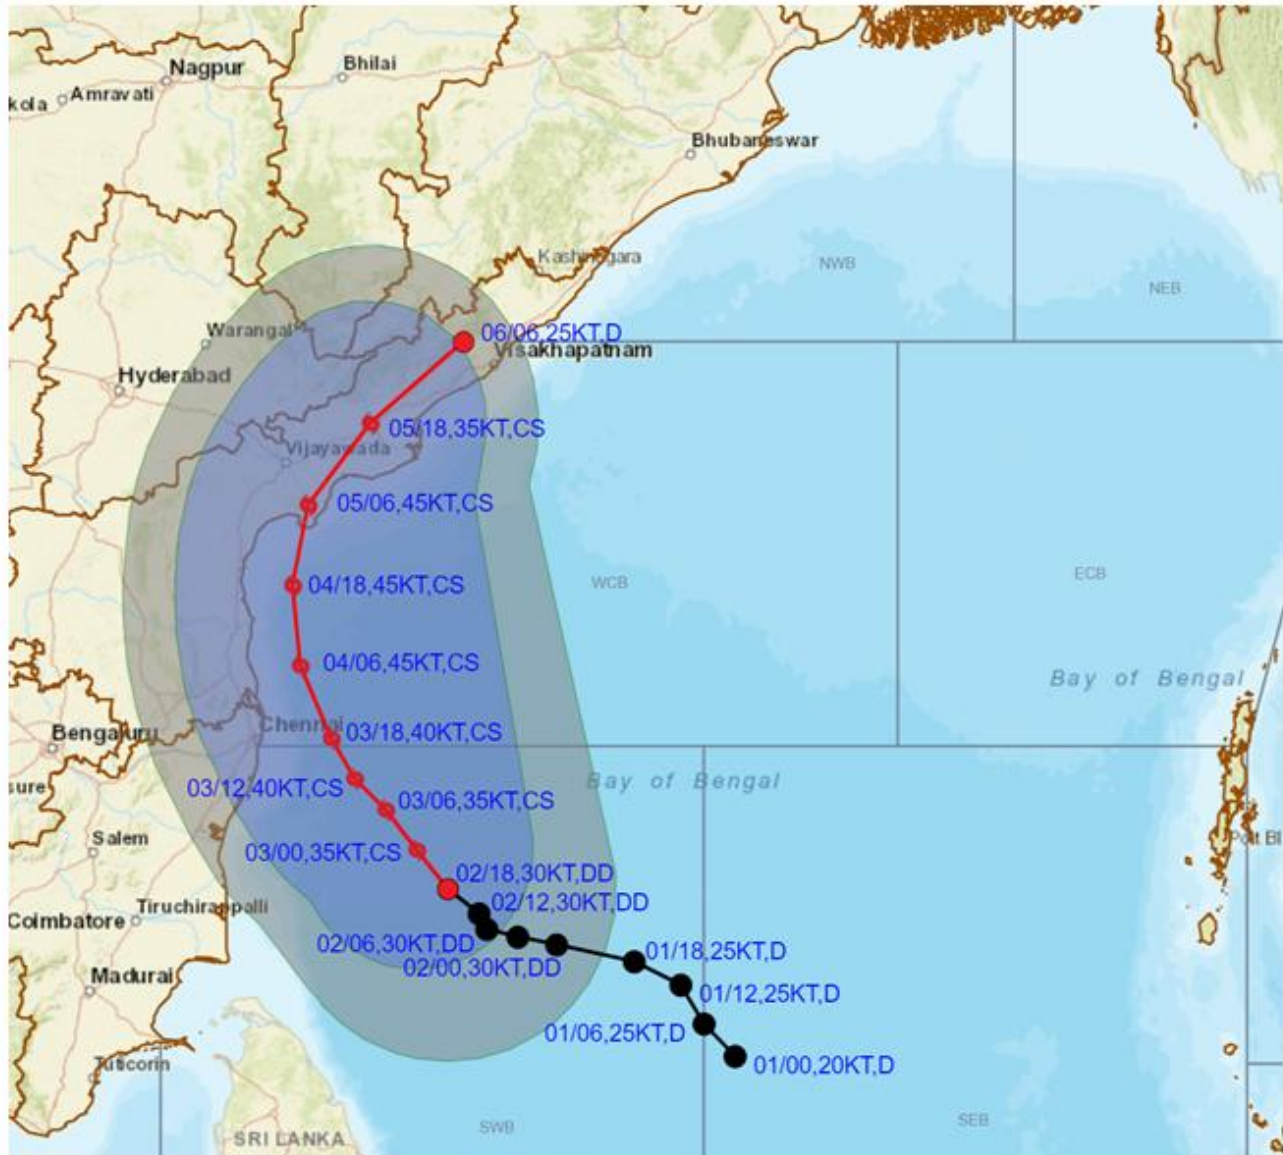 Nagpur
Bhilai
kola
Amravati
Bhubaneswar
Kashinagara
NWB
NEB
Warangal
06/06,25KT,D
Visakhapatnam
Hyderabad
05/18,35KT,CS
Vijayawada
05/06,45KT,CS
WCB
ECB
04/18,45KT,CS
04/06,45KT,CS
Bay of Bengal
Chennai
Bengaluru
03/18,40KT,CS
Bay of Bengal
03/12,40KT,CS
sure
03/06,35KT,CS
Salem
Port Bl
03/00,35KT,CS
02/18,30KT,DD
02/12,30KT,DD
Tiruchirappalli
Coimbatore
02/06,30KT,DD
01/18,25KT,D
02/00,30KT,DD
Madurai
01/12,25KT,D
01/06,25KT,D
Tuticorin
01/00,20KT,D
SWB
SEB
SRI LANKA